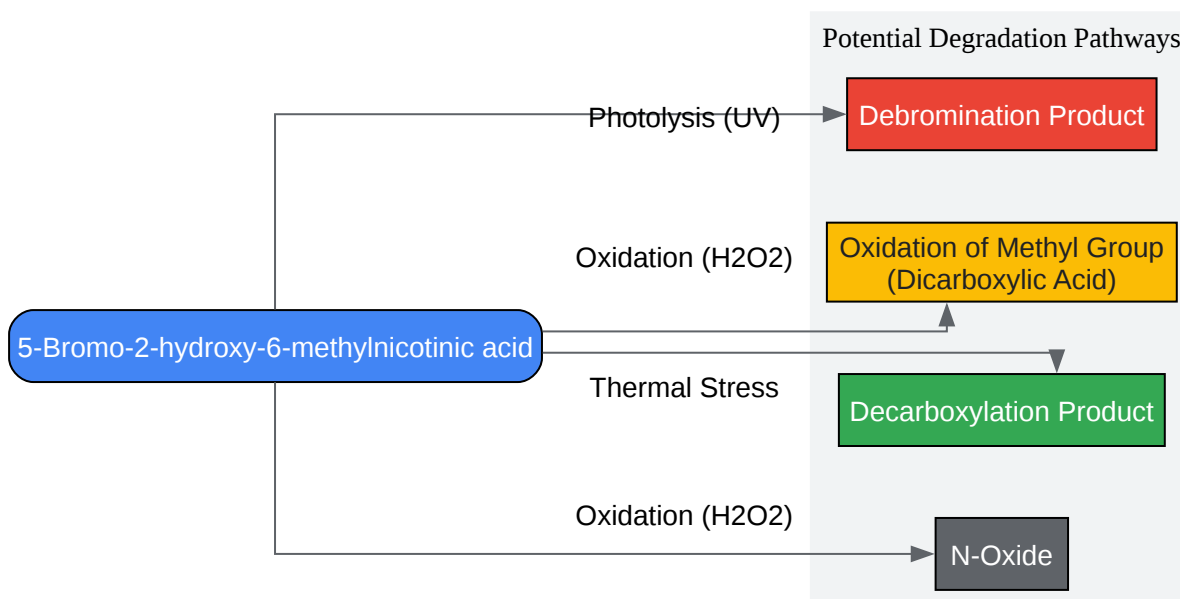 Potential Degradation Pathways
Photolysis (UV)
Debromination Product
Oxidation (H2O2)
Oxidation of Methyl Group
(Dicarboxylic Acid)
5-Bromo-2-hydroxy-6-methylnicotinic acid
Thermal Stress
Decarboxylation Product
Oxidation (H2O2)
N-Oxide